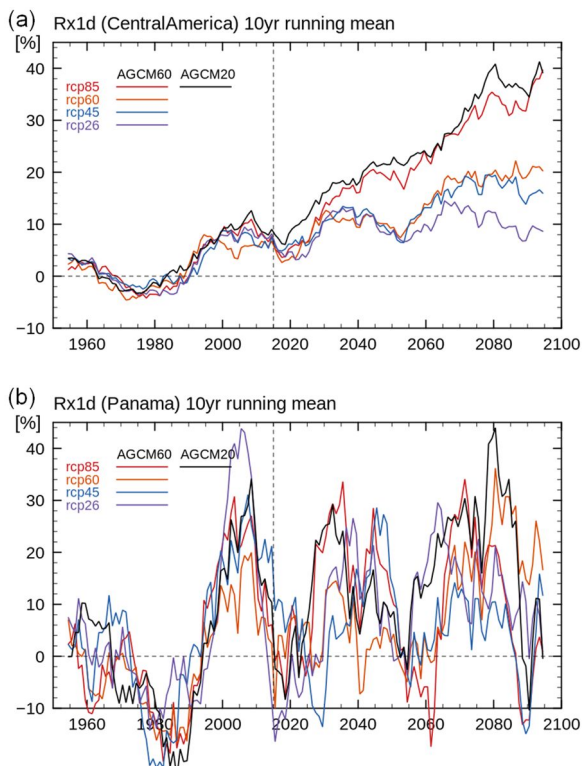 (a)
Rx1d (CentralAmerica) 10yr running mean
[%]
AGCM60 AGCM20
rcp85
rcp60
rcp45
rcp26
40
30
20
10
0
−10
1960 1980 2000 2020 2040 2060 2080 2100
(b)
Rx1d (Panama) 10yr running mean
[%]
AGCM60 AGCM20
rcp85
rcp60
rcp45
rcp26
40
30
20
10
0
−10
1960 1980 2000 2020 2040 2060 2080 2100